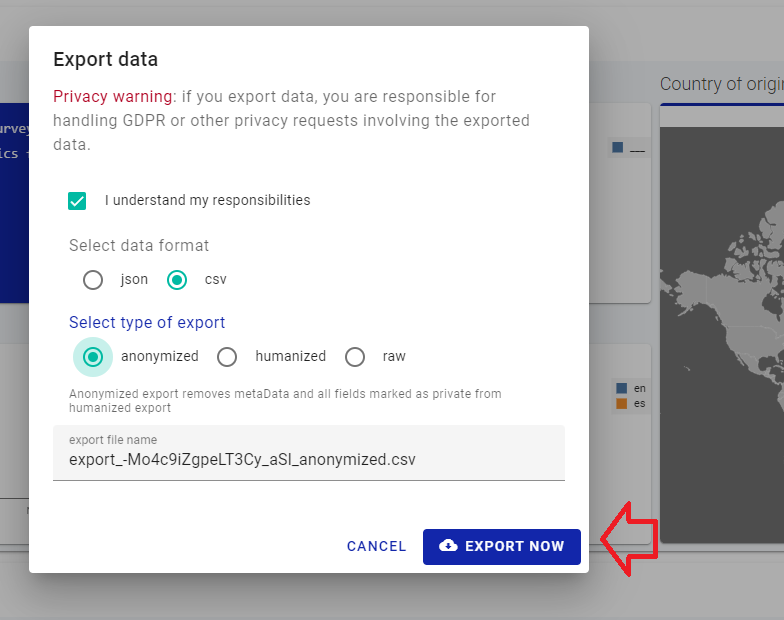 Export data
Privacy warning: if you export data, you are responsible for
handling GDPR or other privacy requests involving the exported
data.
I understand my responsibilities
Select data format
json csv
Select type of export
anonymized humanized raw
Anonymized export removes metaData and all fields marked as private from
humanized export
export file name
export_-Mo4c9iZgpeLT3Cy_aSI_anonymized.csv
CANCEL EXPORT NOW
Country of
en
es